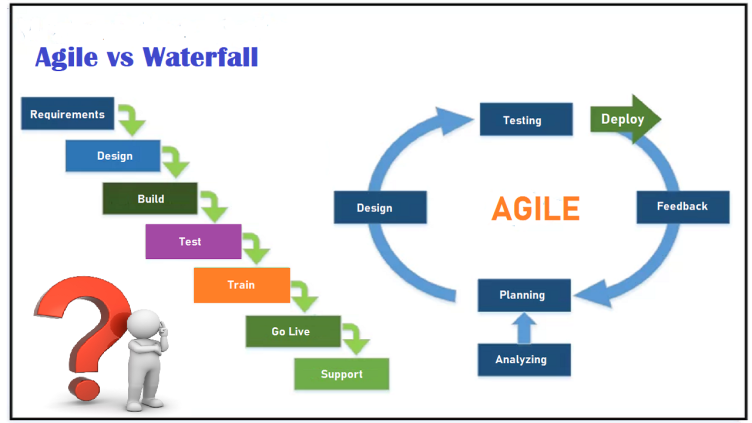 Agile vs Waterfall
Requirements
Design
Build
Test
Train
Go Live
Support
Testing
Deploy
Design
AGILE
Feedback
Planning
Analyzing